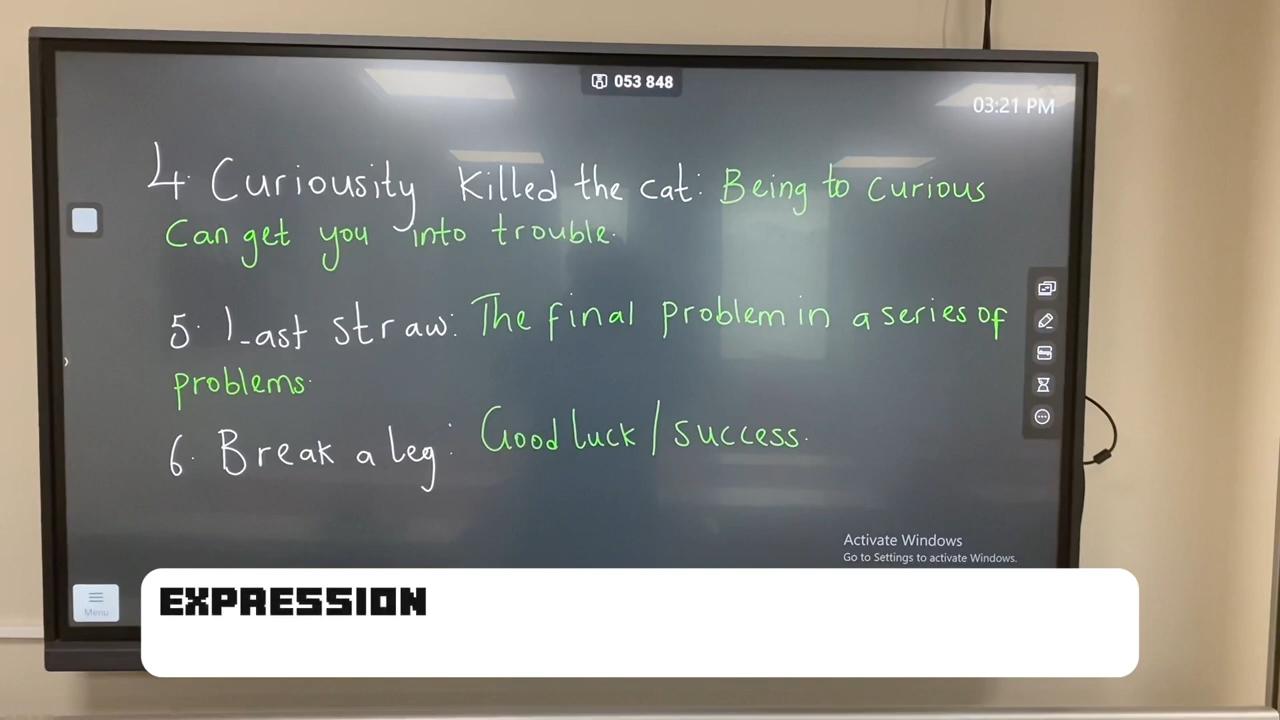 053 848
03:21 PM
4. Curiousity Killed the cat: Being to curious
Can get you into trouble.
5. Last straw: The final problem in a series of
problems.
6. Break a leg: Good luck / success.
Activate Windows
Go to Settings to activate Windows.
Menu
EXPRESSION